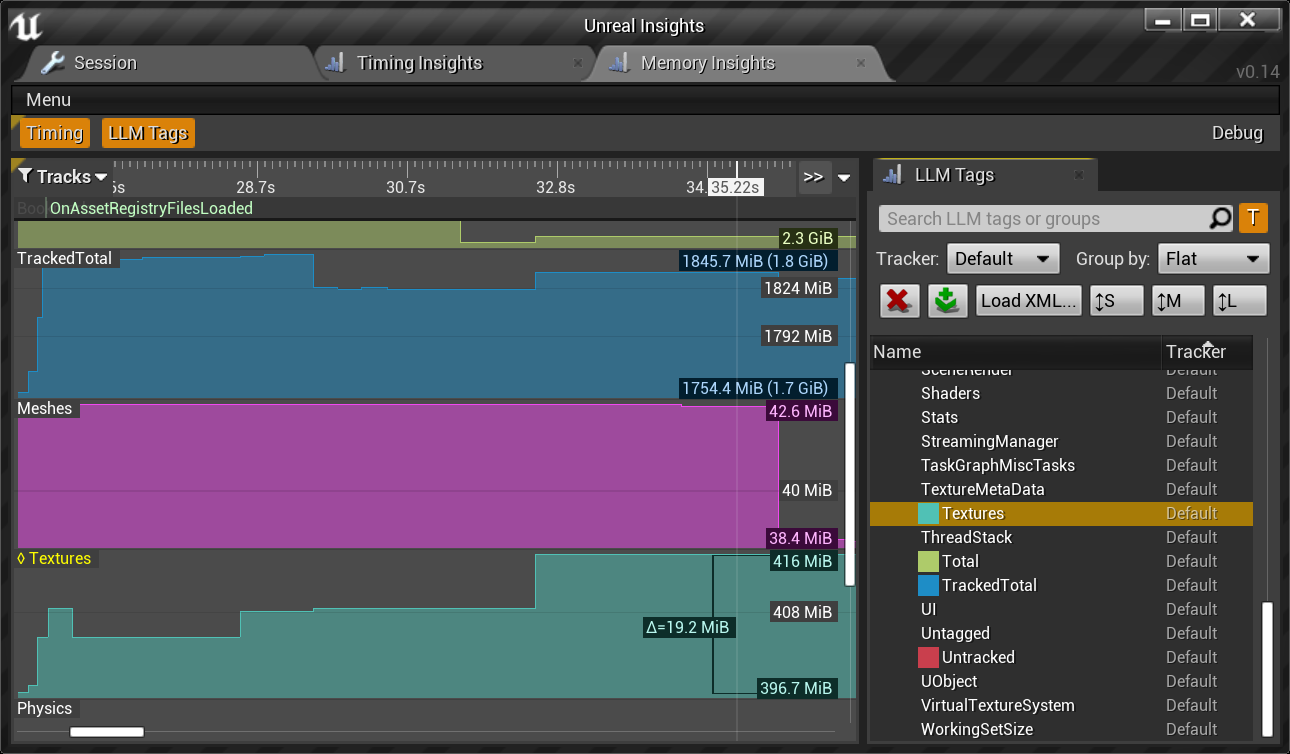 Unreal Insights
Session
Timing Insights
Memory Insights
v0.14
Menu
Timing
LLM Tags
Debug
Tracks
28.7s
30.7s
32.8s
35.22s
>>
OnAssetRegistryFilesLoaded
2.3 GiB
TrackedTotal
1845.7 MiB (1.8 GiB)
1824 MiB
1792 MiB
1754.4 MiB (1.7 GiB)
Meshes
42.6 MiB
40 MiB
38.4 MiB
◊ Textures
416 MiB
408 MiB
Δ=19.2 MiB
396.7 MiB
Physics
LLM Tags
Search LLM tags or groups
T
Tracker: Default
Group by: Flat
Load XML...
↕S
↕M
↕L
Name Tracker
SceneRender Default
Shaders Default
Stats Default
StreamingManager Default
TaskGraphMiscTasks Default
TextureMetaData Default
Textures Default
ThreadStack Default
Total Default
TrackedTotal Default
UI Default
Untagged Default
Untracked Default
UObject Default
VirtualTextureSystem Default
WorkingSetSize Default